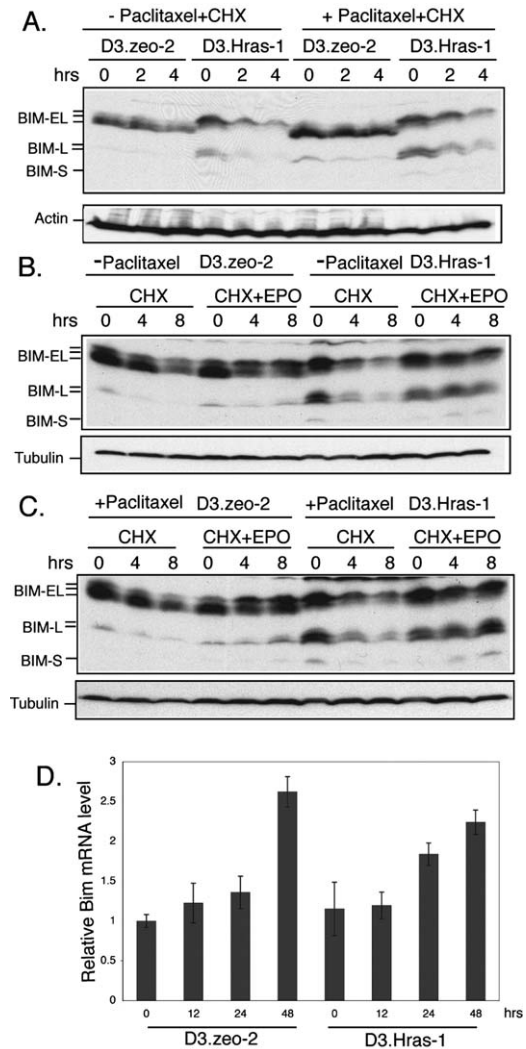 A.
- Paclitaxel+CHX + Paclitaxel+CHX
D3.zeo-2 D3.Hras-1 D3.zeo-2 D3.Hras-1
hrs 0 2 4 0 2 4 0 2 4 0 2 4
BIM-EL
BIM-L
BIM-S
Actin
B.
-Paclitaxel D3.zeo-2 -Paclitaxel D3.Hras-1
CHX CHX+EPO CHX CHX+EPO
hrs 0 4 8 0 4 8 0 4 8 0 4 8
BIM-EL
BIM-L
BIM-S
Tubulin
C.
+Paclitaxel D3.zeo-2 +Paclitaxel D3.Hras-1
CHX CHX+EPO CHX CHX+EPO
hrs 0 4 8 0 4 8 0 4 8 0 4 8
BIM-EL
BIM-L
BIM-S
Tubulin
D.
Relative Bim mRNA level
3
2.5
2
1.5
1
0.5
0
0 12 24 48 0 12 24 48 hrs
D3.zeo-2 D3.Hras-1